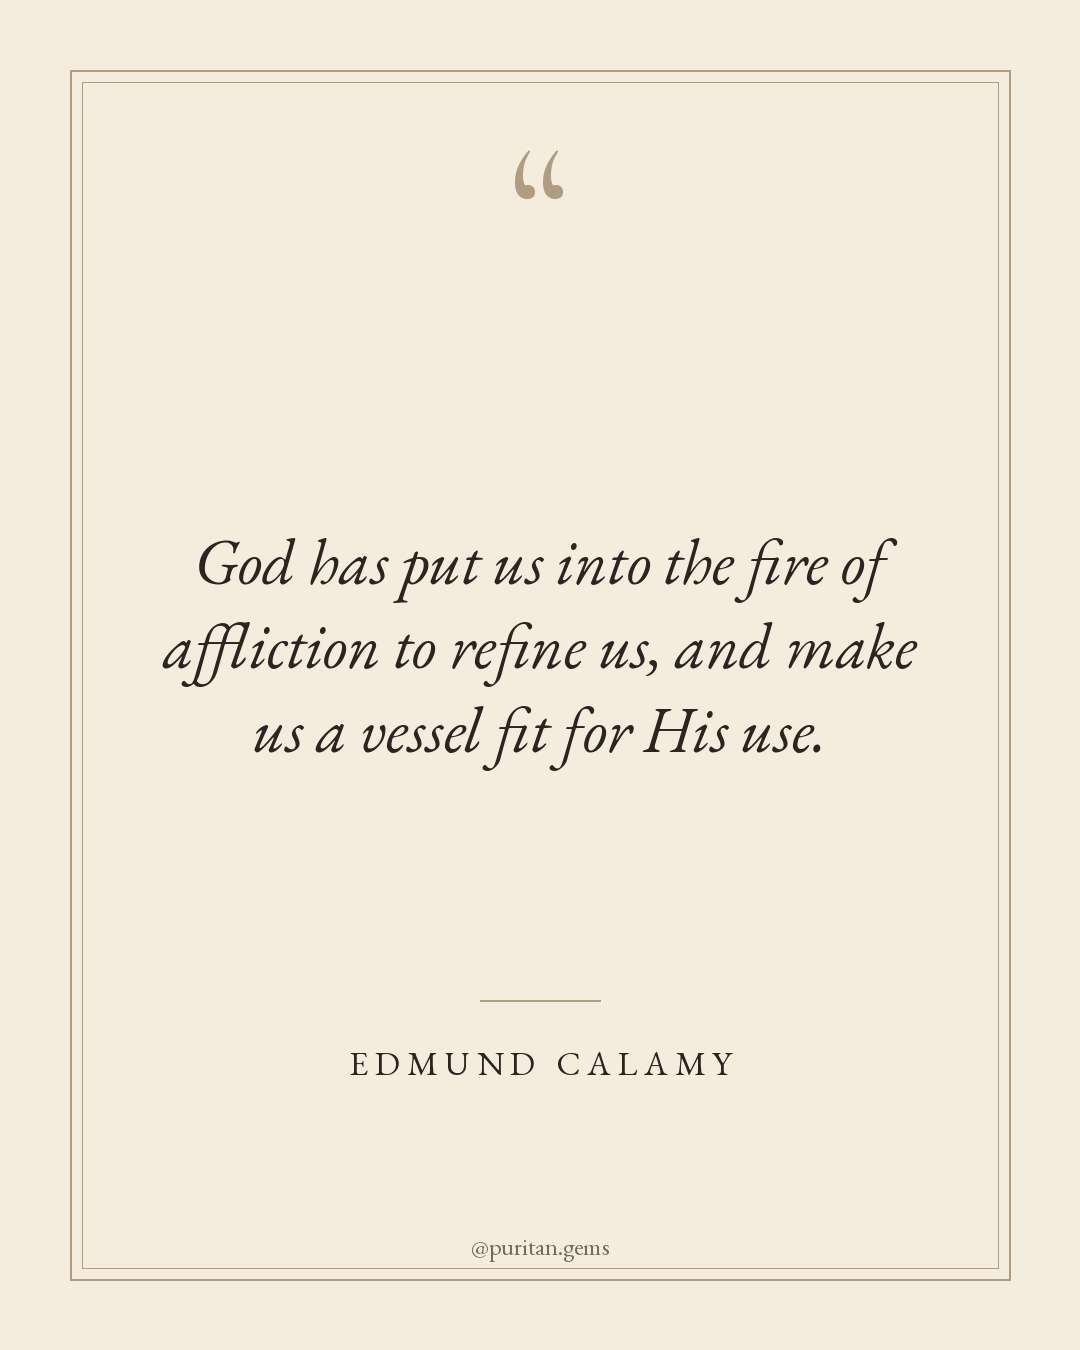 “
God has put us into the fire of
affliction to refine us, and make
us a vessel fit for His use.
EDMUND CALAMY
@puritan.gems